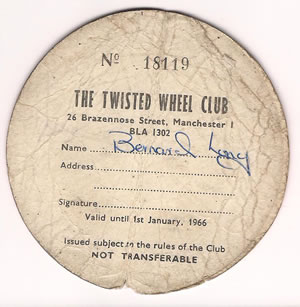 Nº 18119
THE TWISTED WHEEL CLUB
26 Brazennose Street, Manchester 1
BLA 1302
Name Bernard Long
Address
Signature
Valid until 1st January, 1966
Issued subject to the rules of the Club
NOT TRANSFERABLE